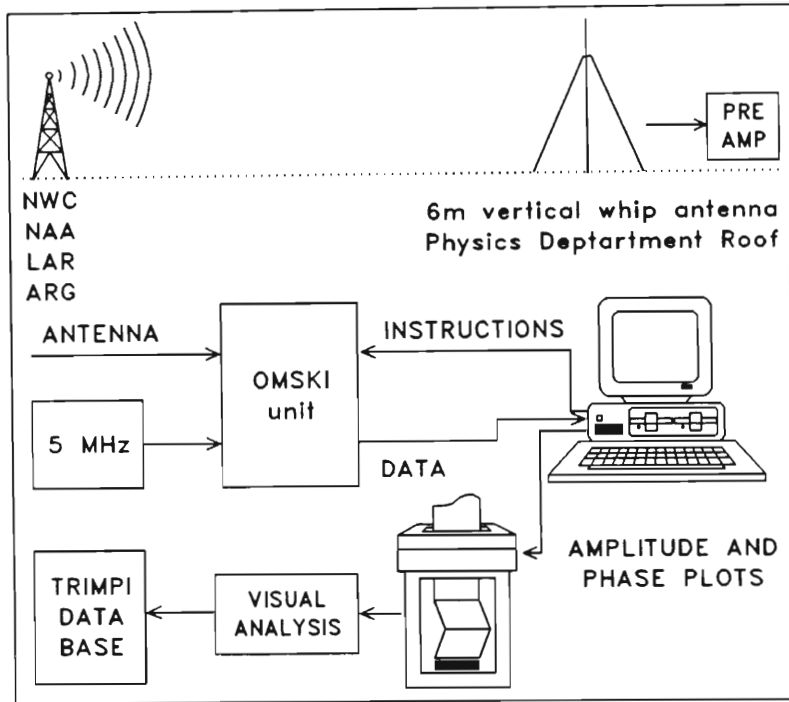 PRE
AMP
NWC
NAA
LAR
ARG
6m vertical whip antenna
Physics Deptartment Roof
ANTENNA
INSTRUCTIONS
OMSKI
unit
5 MHz
DATA
AMPLITUDE AND
PHASE PLOTS
TRIMPI
DATA
BASE
VISUAL
ANALYSIS